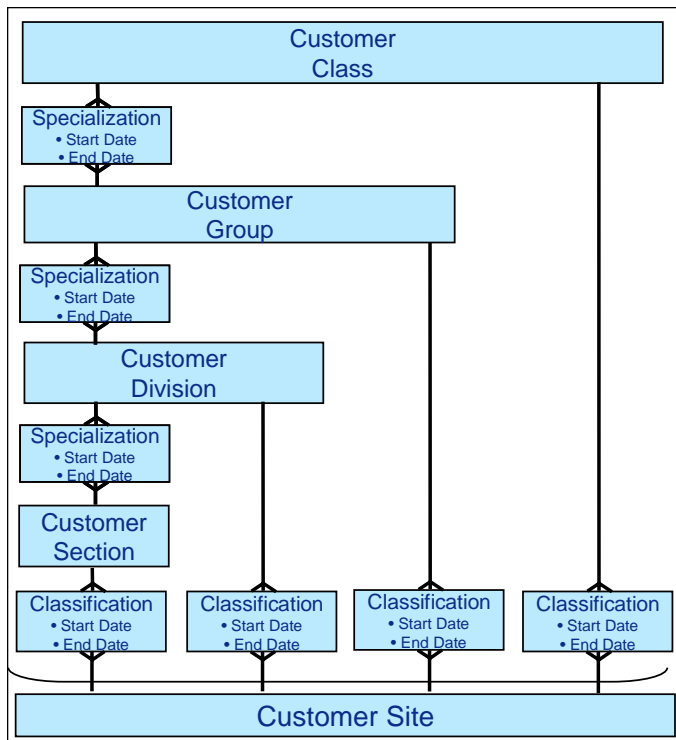 Customer
Class
Specialization
• Start Date
• End Date
Customer
Group
Specialization
• Start Date
• End Date
Customer
Division
Specialization
• Start Date
• End Date
Customer
Section
Classification
• Start Date
• End Date
Classification
• Start Date
• End Date
Classification
• Start Date
• End Date
Classification
• Start Date
• End Date
Customer Site